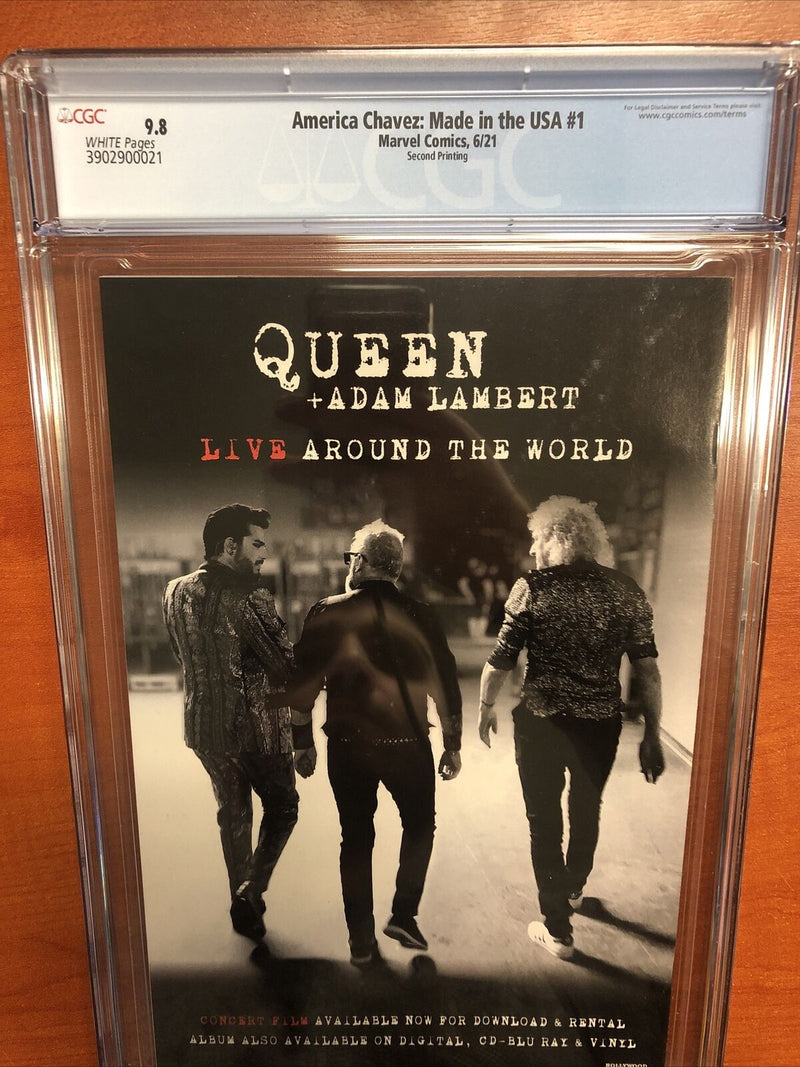 CGC
9.8
WHITE Pages
3902900021
America Chavez: Made in the USA #1
Marvel Comics, 6/21
Second Printing
For Legal Disclaimer and Service Terms please visit
www.cgccomics.com/terms
CGC
QUEEN
+ADAM LAMBERT
LIVE AROUND THE WORLD
CONCERT FILM AVAILABLE NOW FOR DOWNLOAD & RENTAL
ALBUM ALSO AVAILABLE ON DIGITAL, CD-BLU RAY & VINYL
HOLLYWOOD